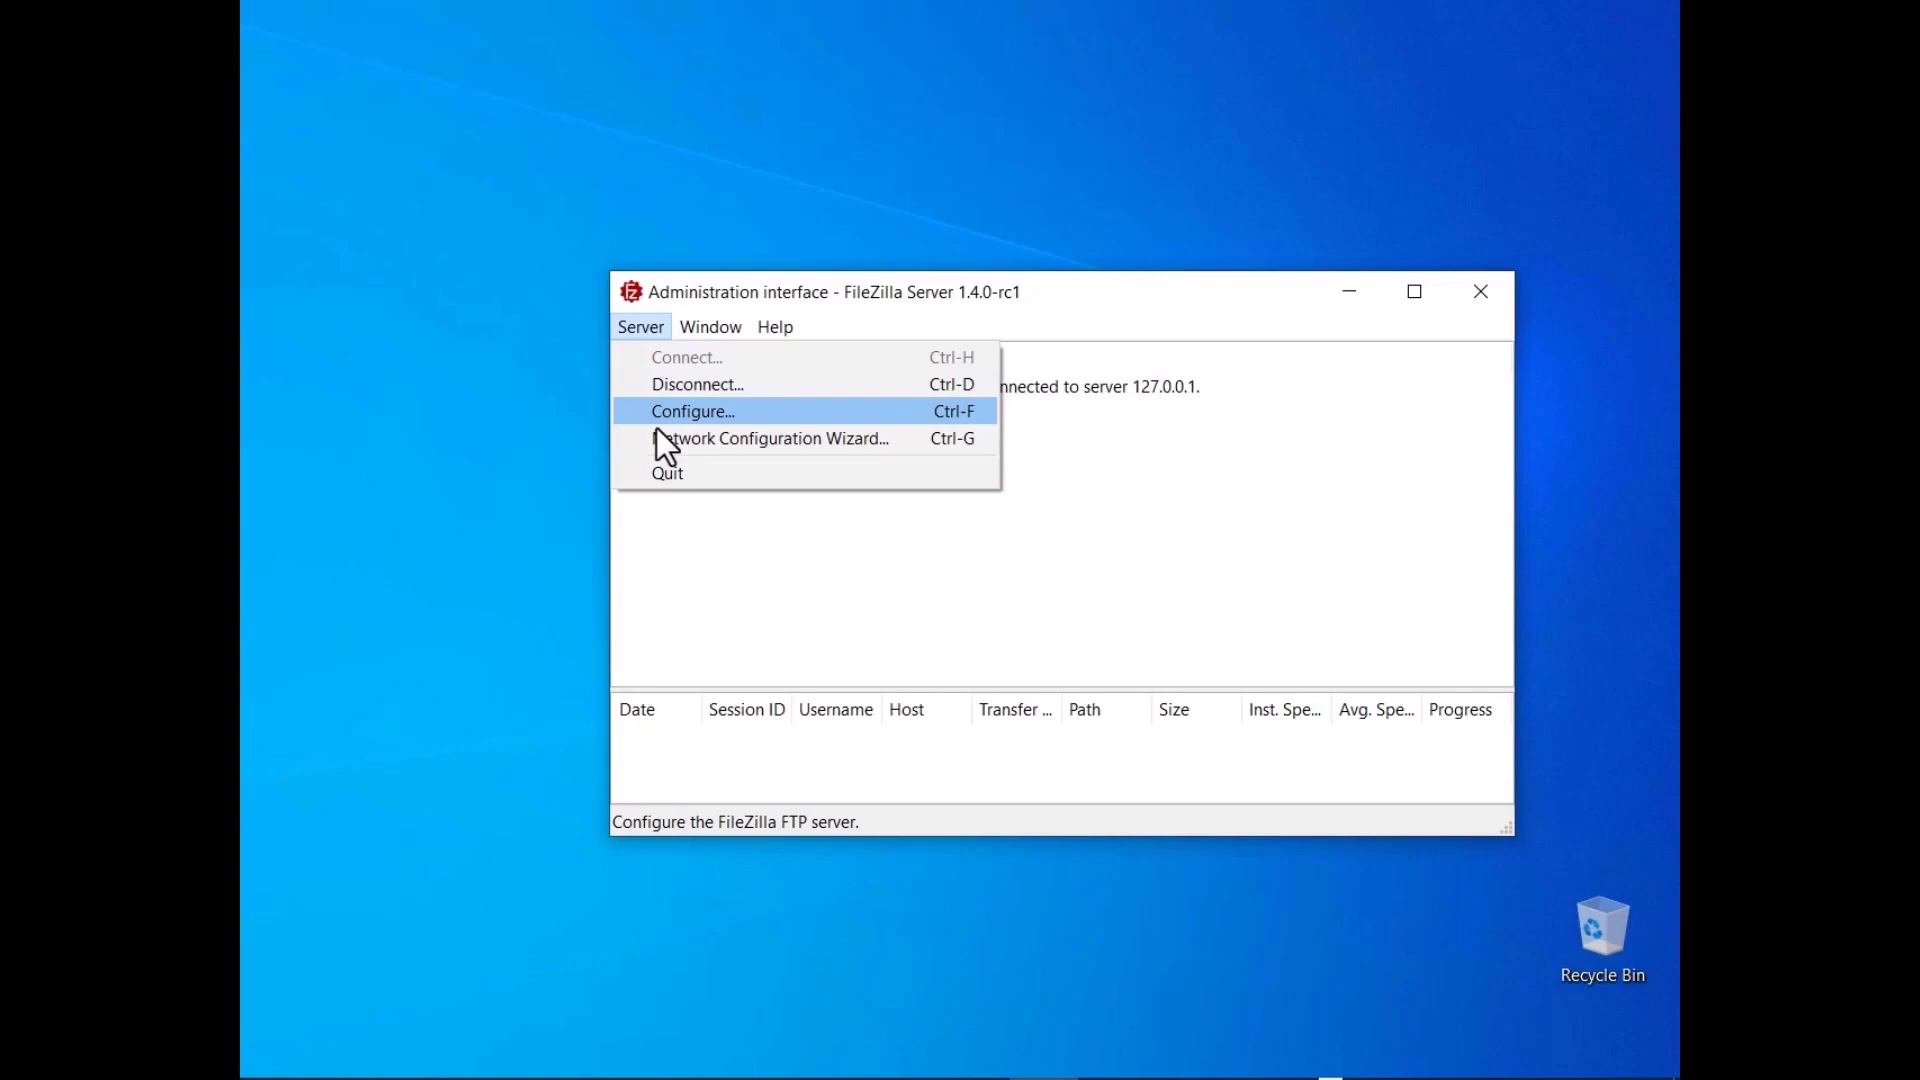 Administration interface - FileZilla Server 1.4.0-rc1
Server Window Help
Connect... Ctrl-H
Disconnect... Ctrl-D
nnected to server 127.0.0.1.
Configure... Ctrl-F
Configuration Wizard... Ctrl-G
Quit
Date Session ID Username Host Transfer ... Path Size Inst. Spe... Avg. Spe... Progress
Configure the FileZilla FTP server.
Recycle Bin